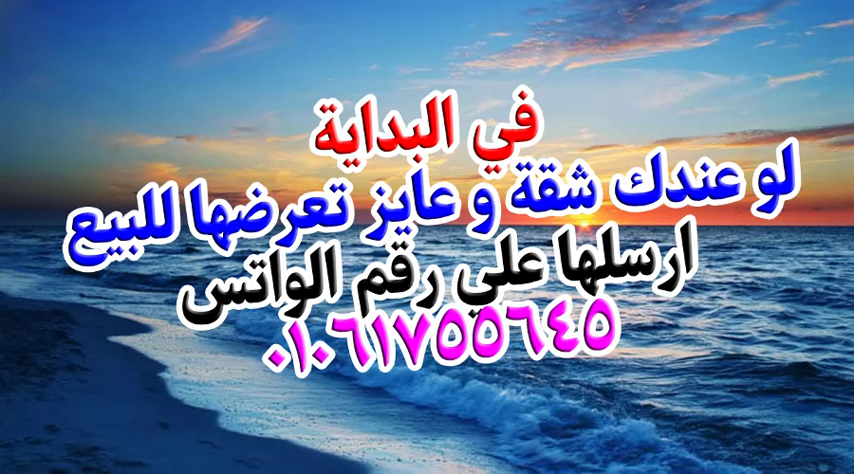 في البداية
لو عندك شقة و عايز تعرضها للبيع
ارسلها علي رقم الواتس
٠١٠٦١٧٥٥٦٤٥